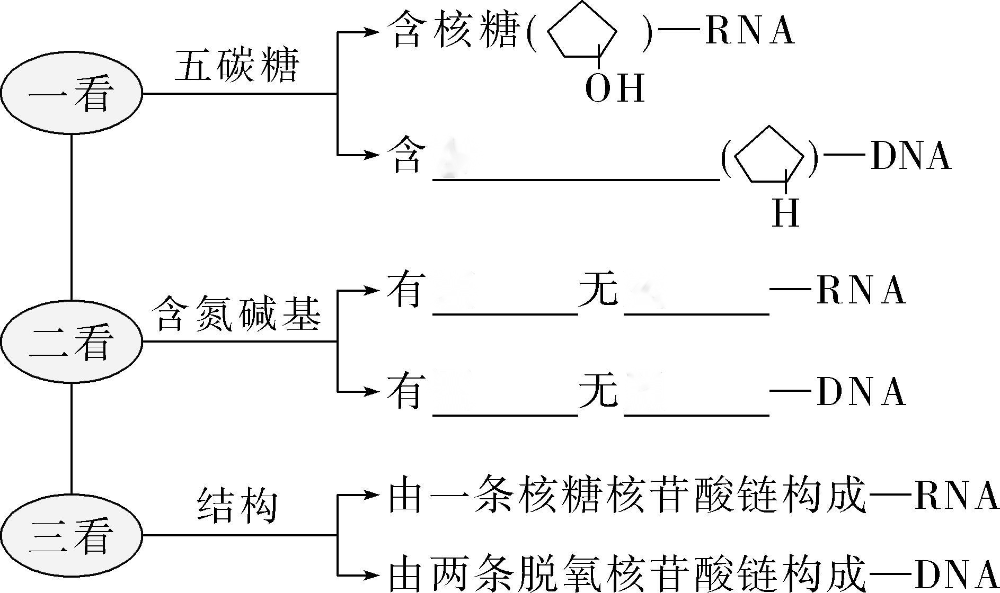 含核糖( )—RNA
OH
五碳糖
一看
含 ( )—DNA
H
有 无 —RNA
含氮碱基
二看
有 无 —DNA
由一条核糖核苷酸链构成—RNA
结构
三看
由两条脱氧核苷酸链构成—DNA